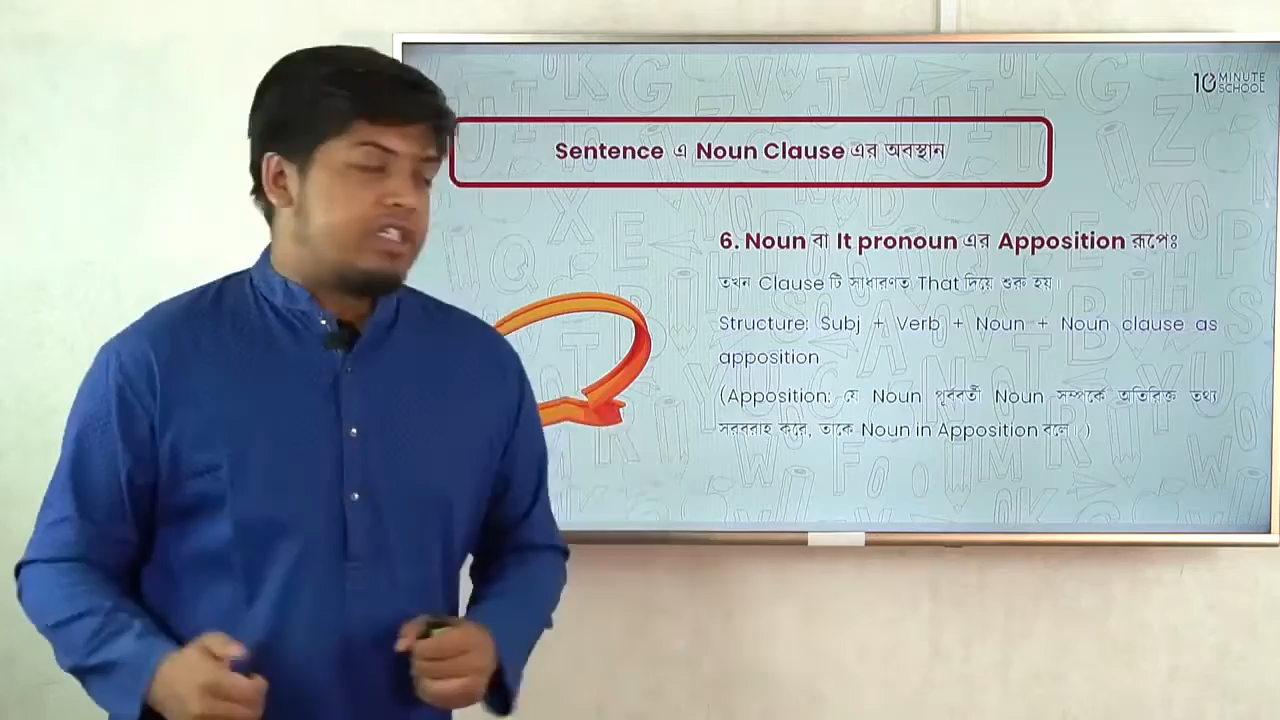 10 MINUTE SCHOOL
Sentence এ Noun Clause এর অবস্থান
6. Noun বা It pronoun এর Apposition রূপেঃ
তখন Clause টি সাধারণত That দিয়ে শুরু হয়।
Structure: Subj + Verb + Noun + Noun clause as
apposition
(Apposition: যে Noun পূর্ববর্তী Noun সম্পর্কে অতিরিক্ত তথ্য
সরবরাহ করে, তাকে Noun in Apposition বলে। )